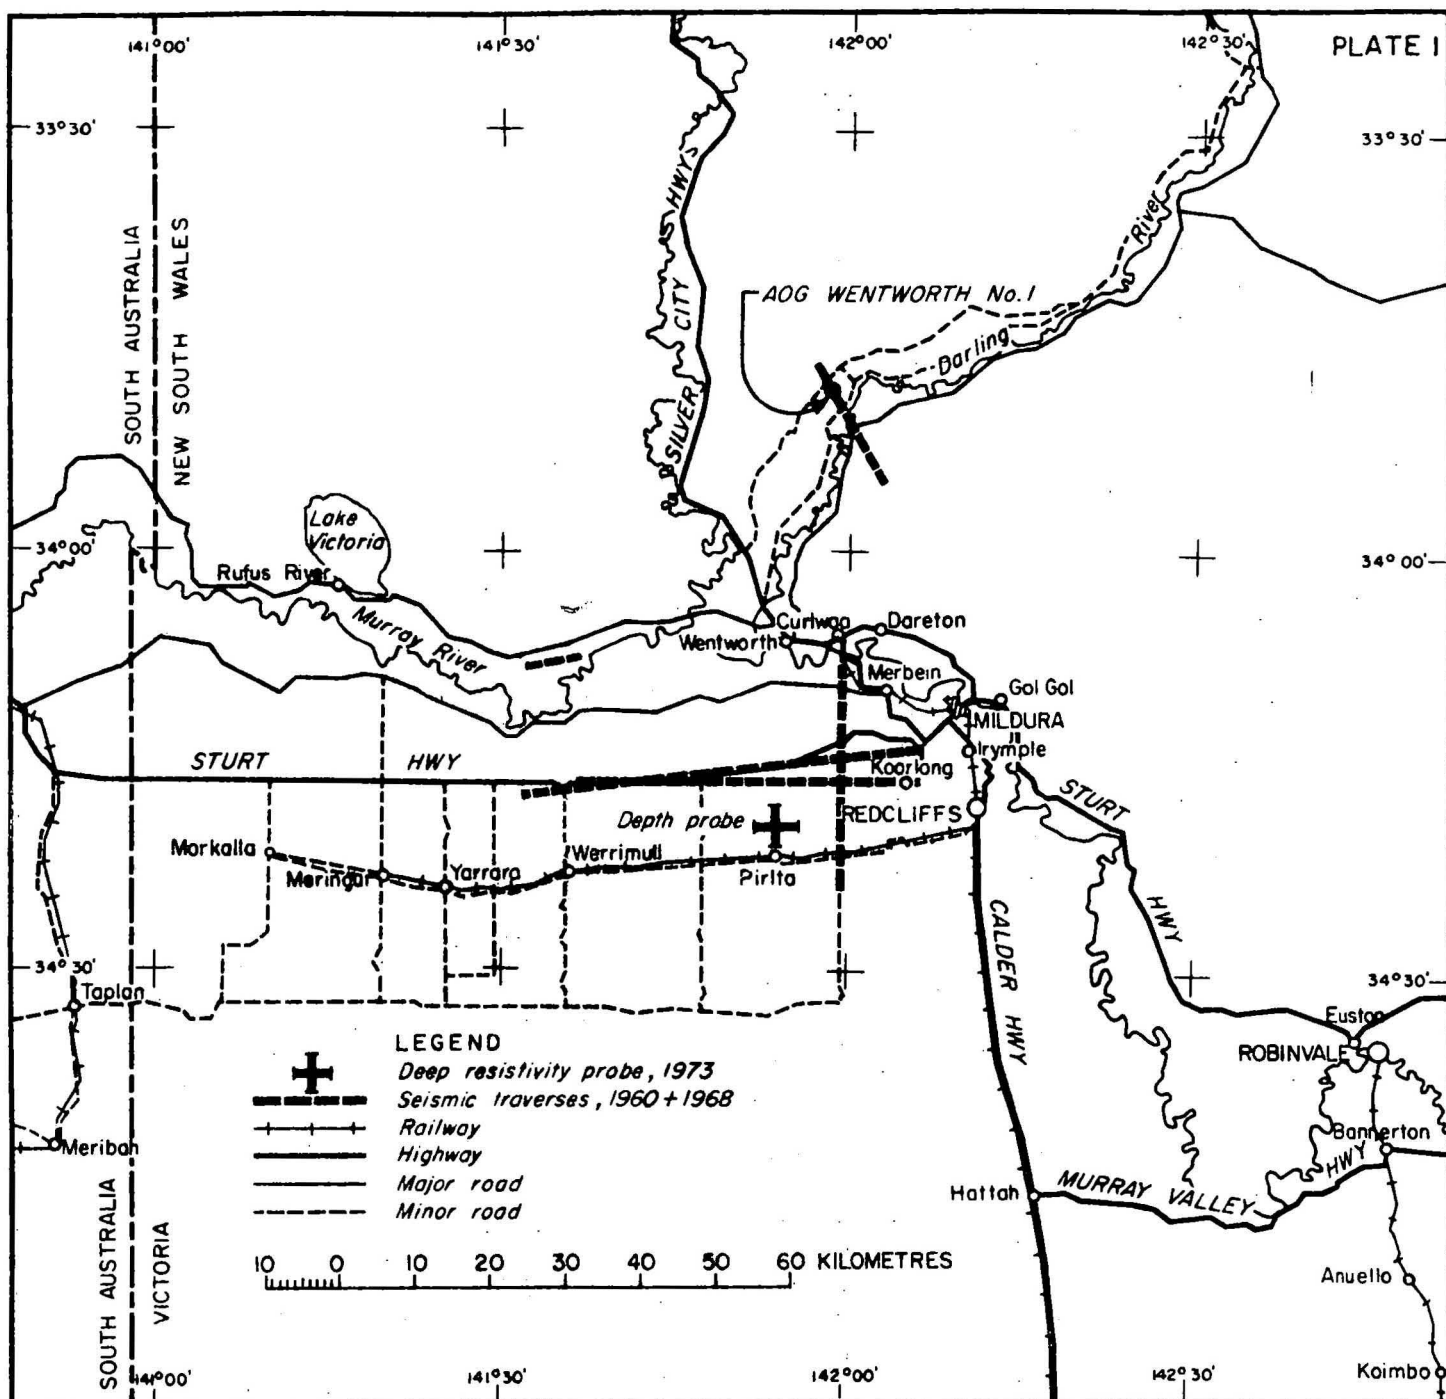 PLATE 1
141°00'
141°30'
142°00'
142°30'
33°30'
33°30'
SOUTH AUSTRALIA
NEW SOUTH WALES
SILVER CITY HWY
AOG WENTWORTH No.1
Darling River
Lake
Victoria
34°00'
34°00'
Rufus River
Murray River
Curlwaa
Dareton
Wentworth
Merbein
Gol Gol
MILDURA
Irymple
STURT HWY
Koorlong
STURT HWY
Depth probe
REDCLIFFS
Morkalla
Meringur
Yarrara
Werrimull
Pirlta
CALDER HWY
34°30'
34°30'
Taplan
Euston
ROBINVALE
LEGEND
Deep resistivity probe, 1973
Seismic traverses, 1960+1968
Railway
Highway
Major road
Minor road
Meribah
Bannerton
Hattah
MURRAY VALLEY HWY
SOUTH AUSTRALIA
VICTORIA
10 0 10 20 30 40 50 60 KILOMETRES
Anuello
Koimbo
141°00'
141°30'
142°00'
142°30'